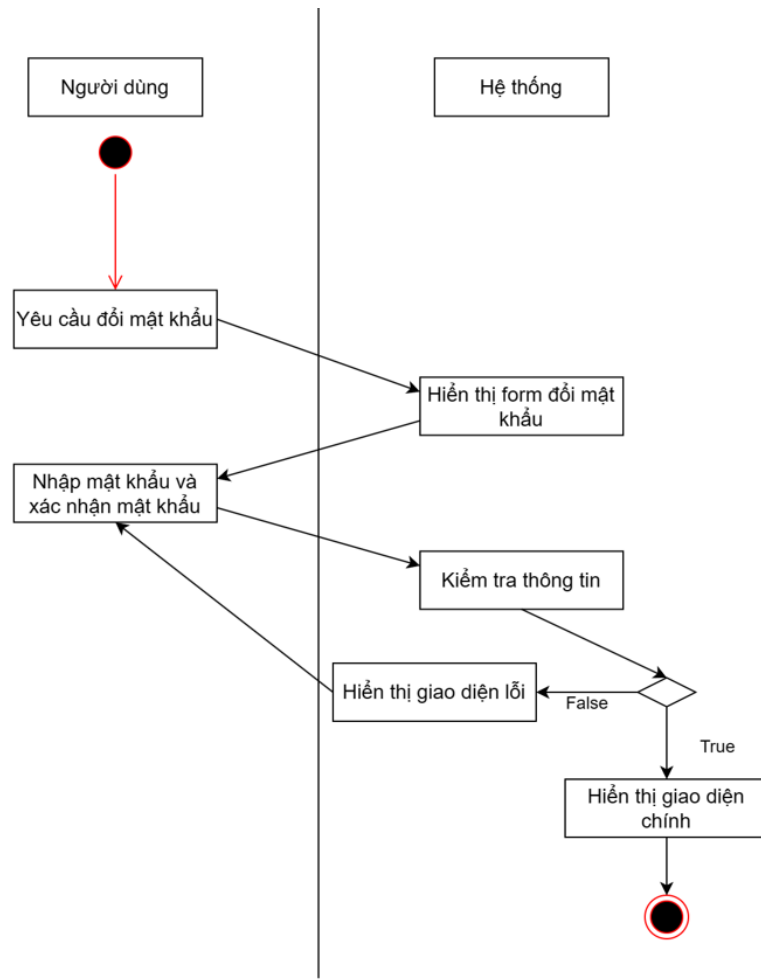 Người dùng
Hệ thống
Yêu cầu đổi mật khẩu
Hiển thị form đổi mật
khẩu
Nhập mật khẩu và
xác nhận mật khẩu
Kiểm tra thông tin
Hiển thị giao diện lỗi
False
True
Hiển thị giao diện
chính